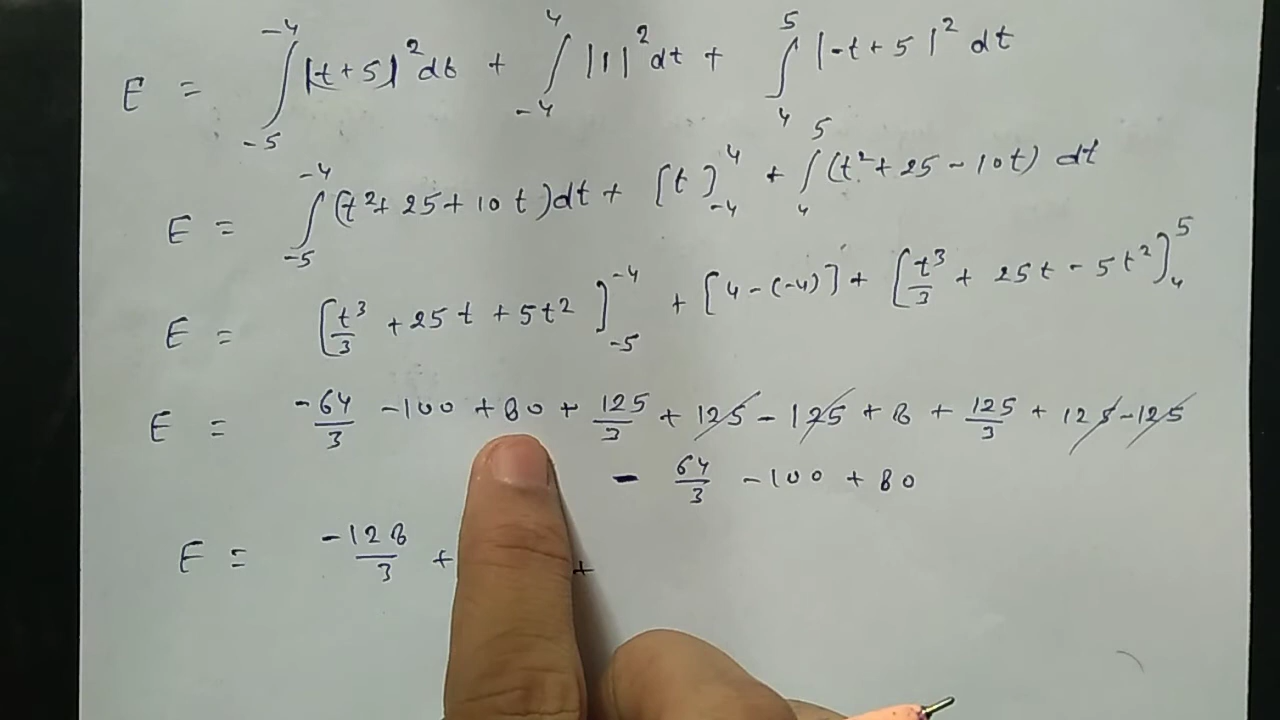 E = ∫_{-5}^{-4} |t+5|² dt + ∫_{-4}^{4} |1|² dt + ∫_{4}^{5} |-t+5|² dt
E = ∫_{-5}^{-4} (t²+25+10t)dt + [t]_{-4}^{4} + ∫_{4}^{5} (t²+25-10t) dt
E = [t³/3 +25t +5t²]_{-5}^{-4} + [4-(-4)] + [t³/3 + 25t - 5t²]_{4}^{5}
E = -64/3 -100 +80 + 125/3 + 125 - 125 + 8 + 125/3 + 125 - 125
- 64/3 -100 + 80
E = -128/3 + +